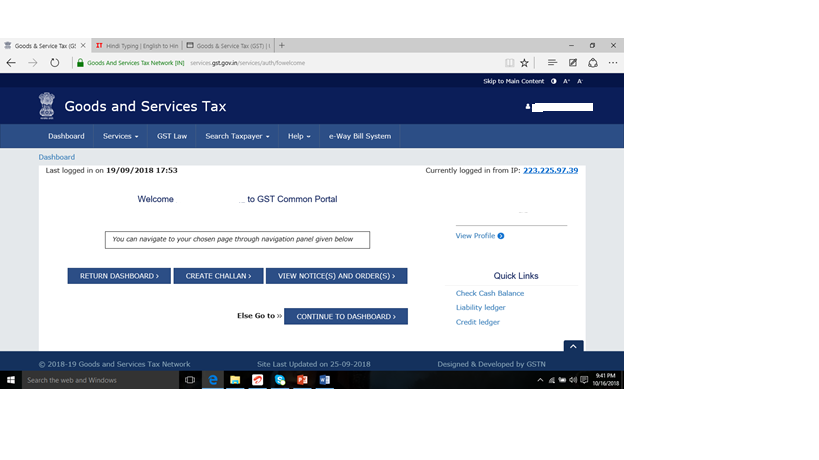 Goods & Service Tax (GS
Hindi Typing | English to Hin
Goods & Service Tax (GST) |
Goods And Services Tax Network [IN] services.gst.gov.in/services/auth/fowelcome
Skip to Main Content A+ A-
Goods and Services Tax
Dashboard Services GST Law Search Taxpayer Help e-Way Bill System
Dashboard
Last logged in on 19/09/2018 17:53
Currently logged in from IP: 223.225.97.39
Welcome ... to GST Common Portal
You can navigate to your chosen page through navigation panel given below
View Profile
RETURN DASHBOARD > CREATE CHALLAN > VIEW NOTICE(S) AND ORDER(S) >
Quick Links
Check Cash Balance
Liability ledger
Credit ledger
Else Go to » CONTINUE TO DASHBOARD >
© 2018-19 Goods and Services Tax Network
Site Last Updated on 25-09-2018
Designed & Developed by GSTN
Search the web and Windows
9:41 PM
10/16/2018